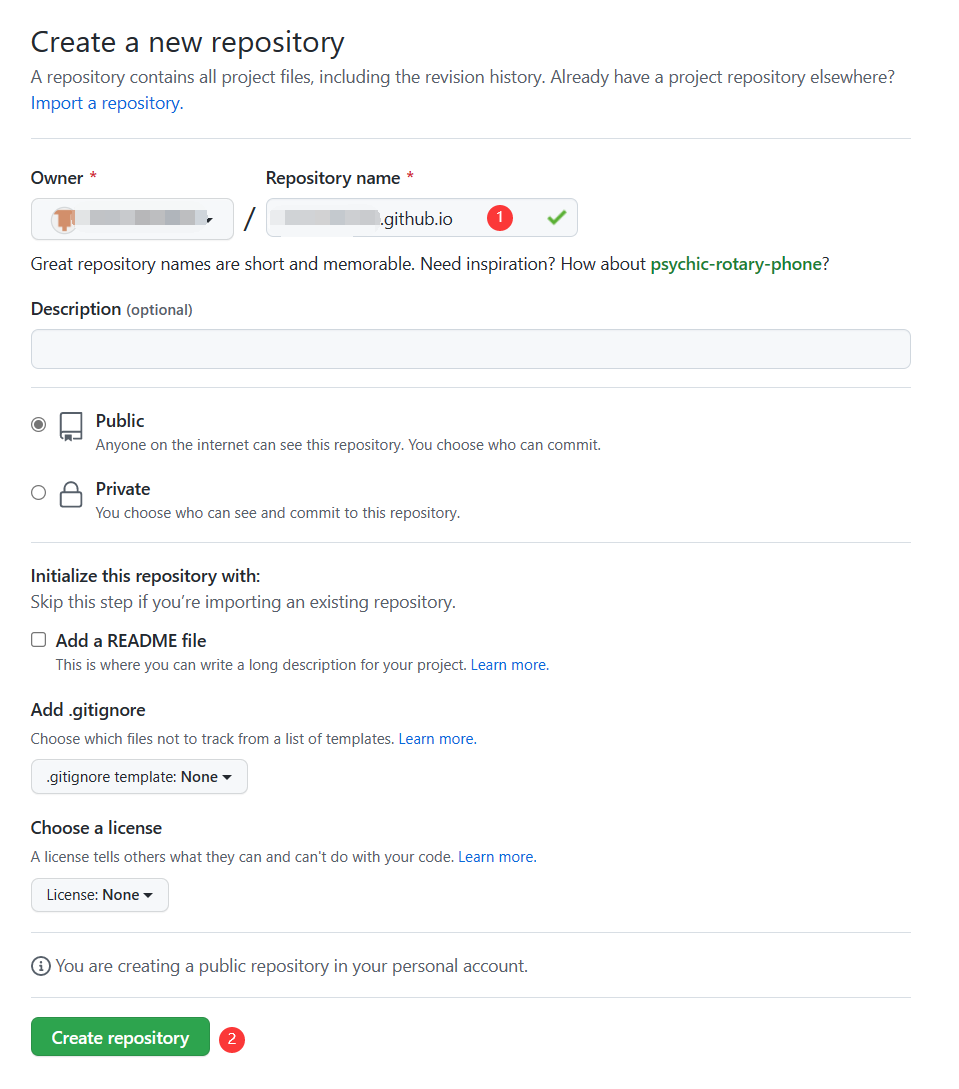 Create a new repository
A repository contains all project files, including the revision history. Already have a project repository elsewhere?
Import a repository.
Owner *
Repository name *
/
.github.io
1
Great repository names are short and memorable. Need inspiration? How about psychic-rotary-phone?
Description (optional)
Public
Anyone on the internet can see this repository. You choose who can commit.
Private
You choose who can see and commit to this repository.
Initialize this repository with:
Skip this step if you’re importing an existing repository.
Add a README file
This is where you can write a long description for your project. Learn more.
Add .gitignore
Choose which files not to track from a list of templates. Learn more.
.gitignore template: None
Choose a license
A license tells others what they can and can't do with your code. Learn more.
License: None
You are creating a public repository in your personal account.
Create repository
2